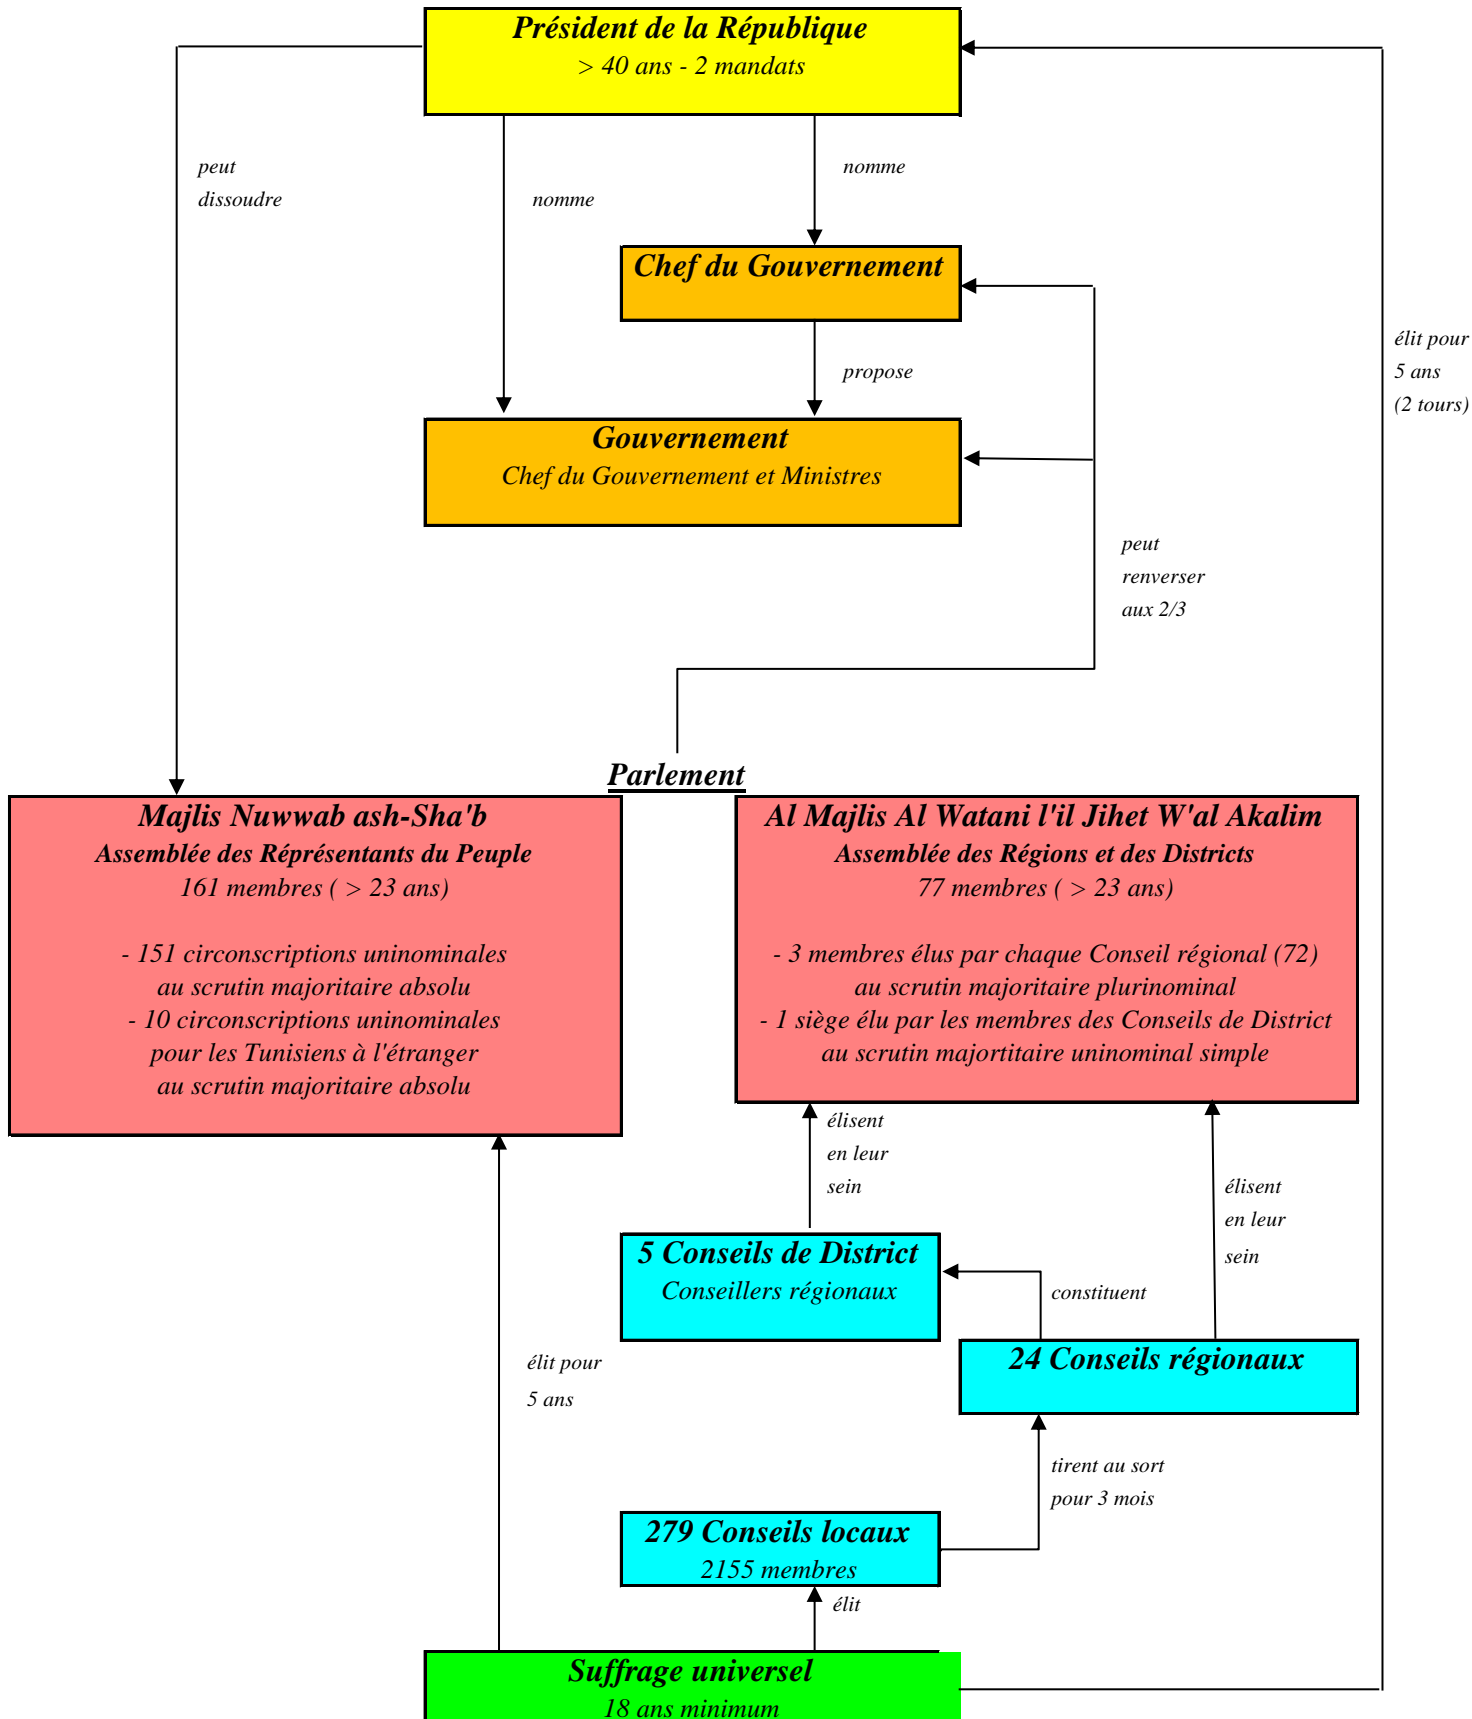 Président de la République
> 40 ans - 2 mandats
peut
dissoudre
nomme
nomme
Chef du Gouvernement
élit pour
5 ans
(2 tours)
propose
Gouvernement
Chef du Gouvernement et Ministres
peut
renverser
aux 2/3
Parlement
Majlis Nuwwab ash-Sha'b
Assemblée des Réprésentants du Peuple
161 membres ( > 23 ans)
- 151 circonscriptions uninominales
au scrutin majoritaire absolu
- 10 circonscriptions uninominales
pour les Tunisiens à l'étranger
au scrutin majoritaire absolu
Al Majlis Al Watani l'il Jihet W'al Akalim
Assemblée des Régions et des Districts
77 membres ( > 23 ans)
- 3 membres élus par chaque Conseil régional (72)
au scrutin majoritaire plurinominal
- 1 siège élu par les membres des Conseils de District
au scrutin majortitaire uninominal simple
élisent
en leur
sein
élisent
en leur
sein
5 Conseils de District
Conseillers régionaux
constituent
24 Conseils régionaux
élit pour
5 ans
tirent au sort
pour 3 mois
279 Conseils locaux
2155 membres
élit
Suffrage universel
18 ans minimum